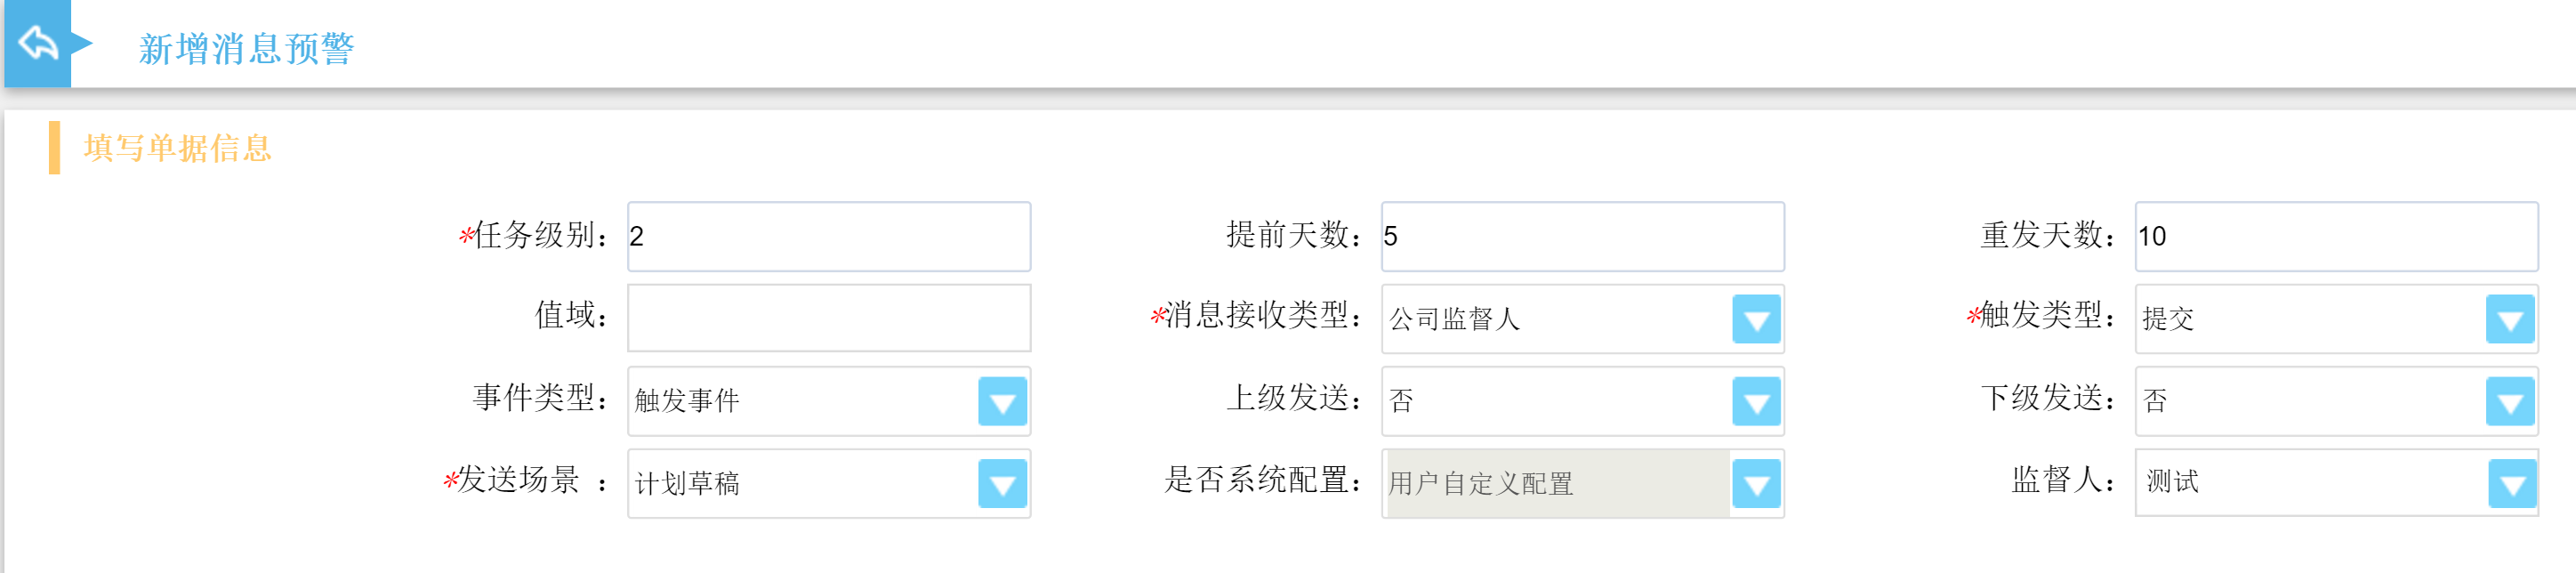 新增消息预警
填写单据信息
*任务级别： 2 提前天数： 5 重发天数： 10
值域： *消息接收类型： 公司监督人 *触发类型： 提交
事件类型： 触发事件 上级发送： 否 下级发送： 否
*发送场景 ： 计划草稿 是否系统配置： 用户自定义配置 监督人： 测试